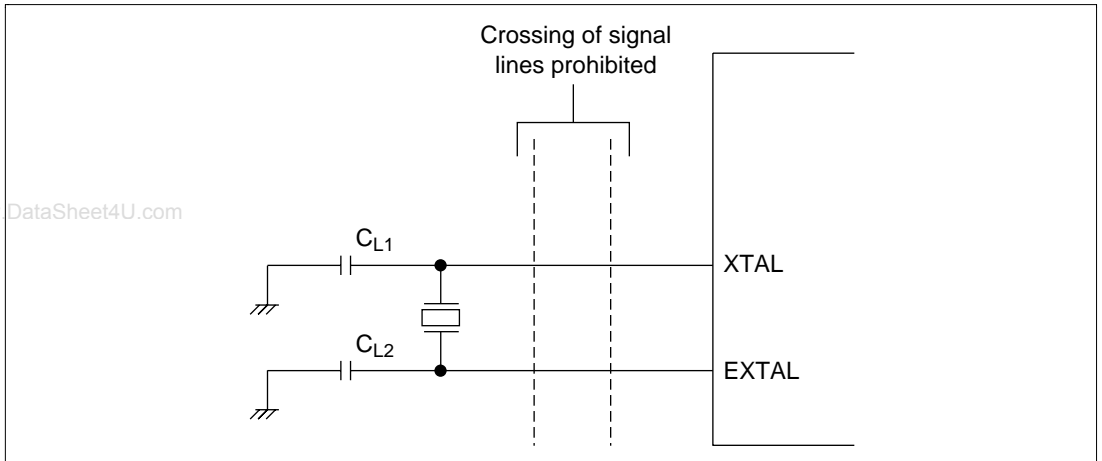 Crossing of signal
lines prohibited
.DataSheet4U.com
CL1
XTAL
CL2
EXTAL